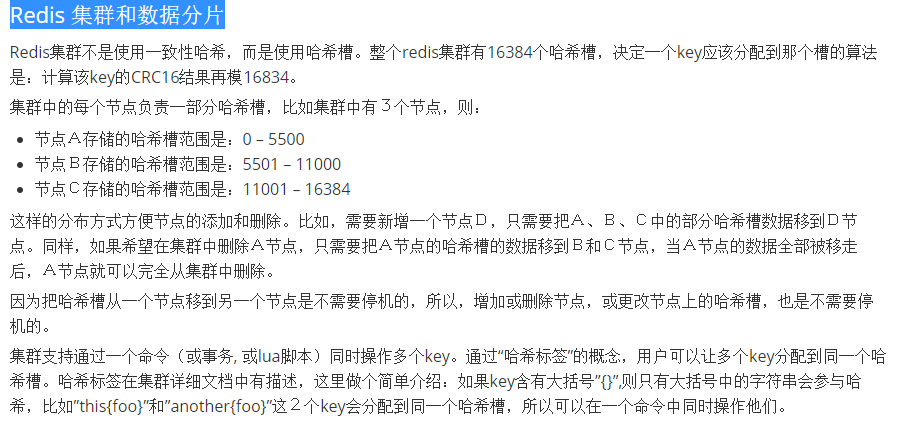 Redis 集群和数据分片
Redis集群不是使用一致性哈希，而是使用哈希槽。整个redis集群有16384个哈希槽，决定一个key应该分配到那个槽的算法
是：计算该key的CRC16结果再模16834。
集群中的每个节点负责一部分哈希槽，比如集群中有３个节点，则：
• 节点Ａ存储的哈希槽范围是：0 – 5500
• 节点Ｂ存储的哈希槽范围是：5501 – 11000
• 节点Ｃ存储的哈希槽范围是：11001 – 16384
这样的分布方式方便节点的添加和删除。比如，需要新增一个节点Ｄ，只需要把Ａ、Ｂ、Ｃ中的部分哈希槽数据移到Ｄ节
点。同样，如果希望在集群中删除Ａ节点，只需要把Ａ节点的哈希槽的数据移到Ｂ和Ｃ节点，当Ａ节点的数据全部被移走
后，Ａ节点就可以完全从集群中删除。
因为把哈希槽从一个节点移到另一个节点是不需要停机的，所以，增加或删除节点，或更改节点上的哈希槽，也是不需要停
机的。
集群支持通过一个命令（或事务, 或lua脚本）同时操作多个key。通过“哈希标签”的概念，用户可以让多个key分配到同一个哈
希槽。哈希标签在集群详细文档中有描述，这里做个简单介绍：如果key含有大括号”{}”,则只有大括号中的字符串会参与哈
希，比如”this{foo}”和”another{foo}”这２个key会分配到同一个哈希槽，所以可以在一个命令中同时操作他们。